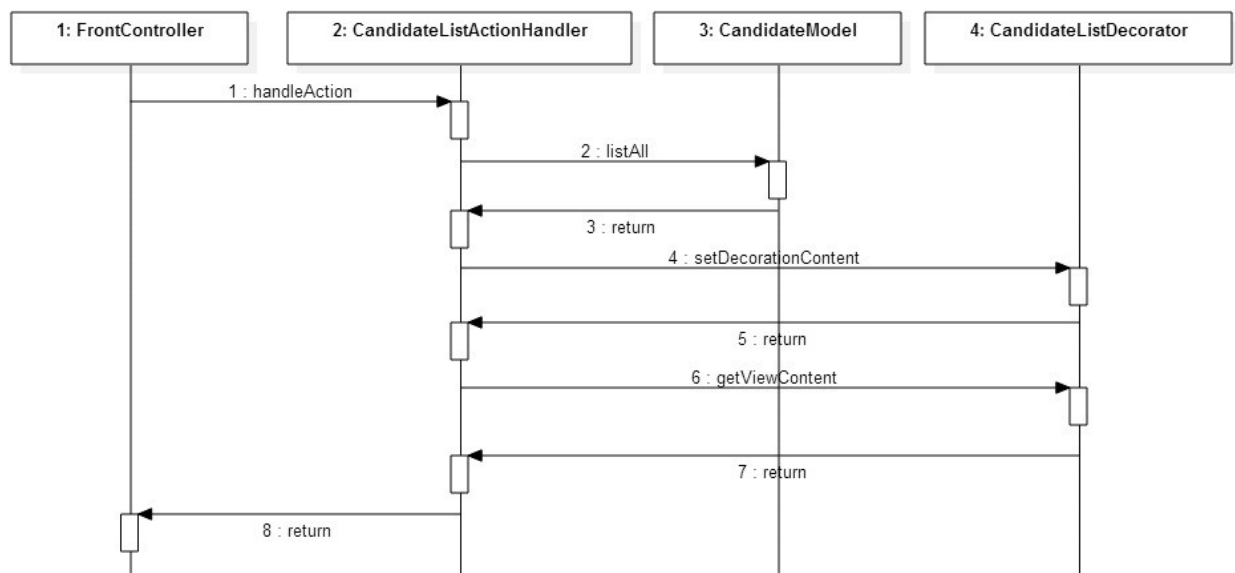 1: FrontController
2: CandidateListActionHandler
3: CandidateModel
4: CandidateListDecorator
1 : handleAction
2 : listAll
3 : return
4 : setDecorationContent
5 : return
6 : getViewContent
7 : return
8 : return